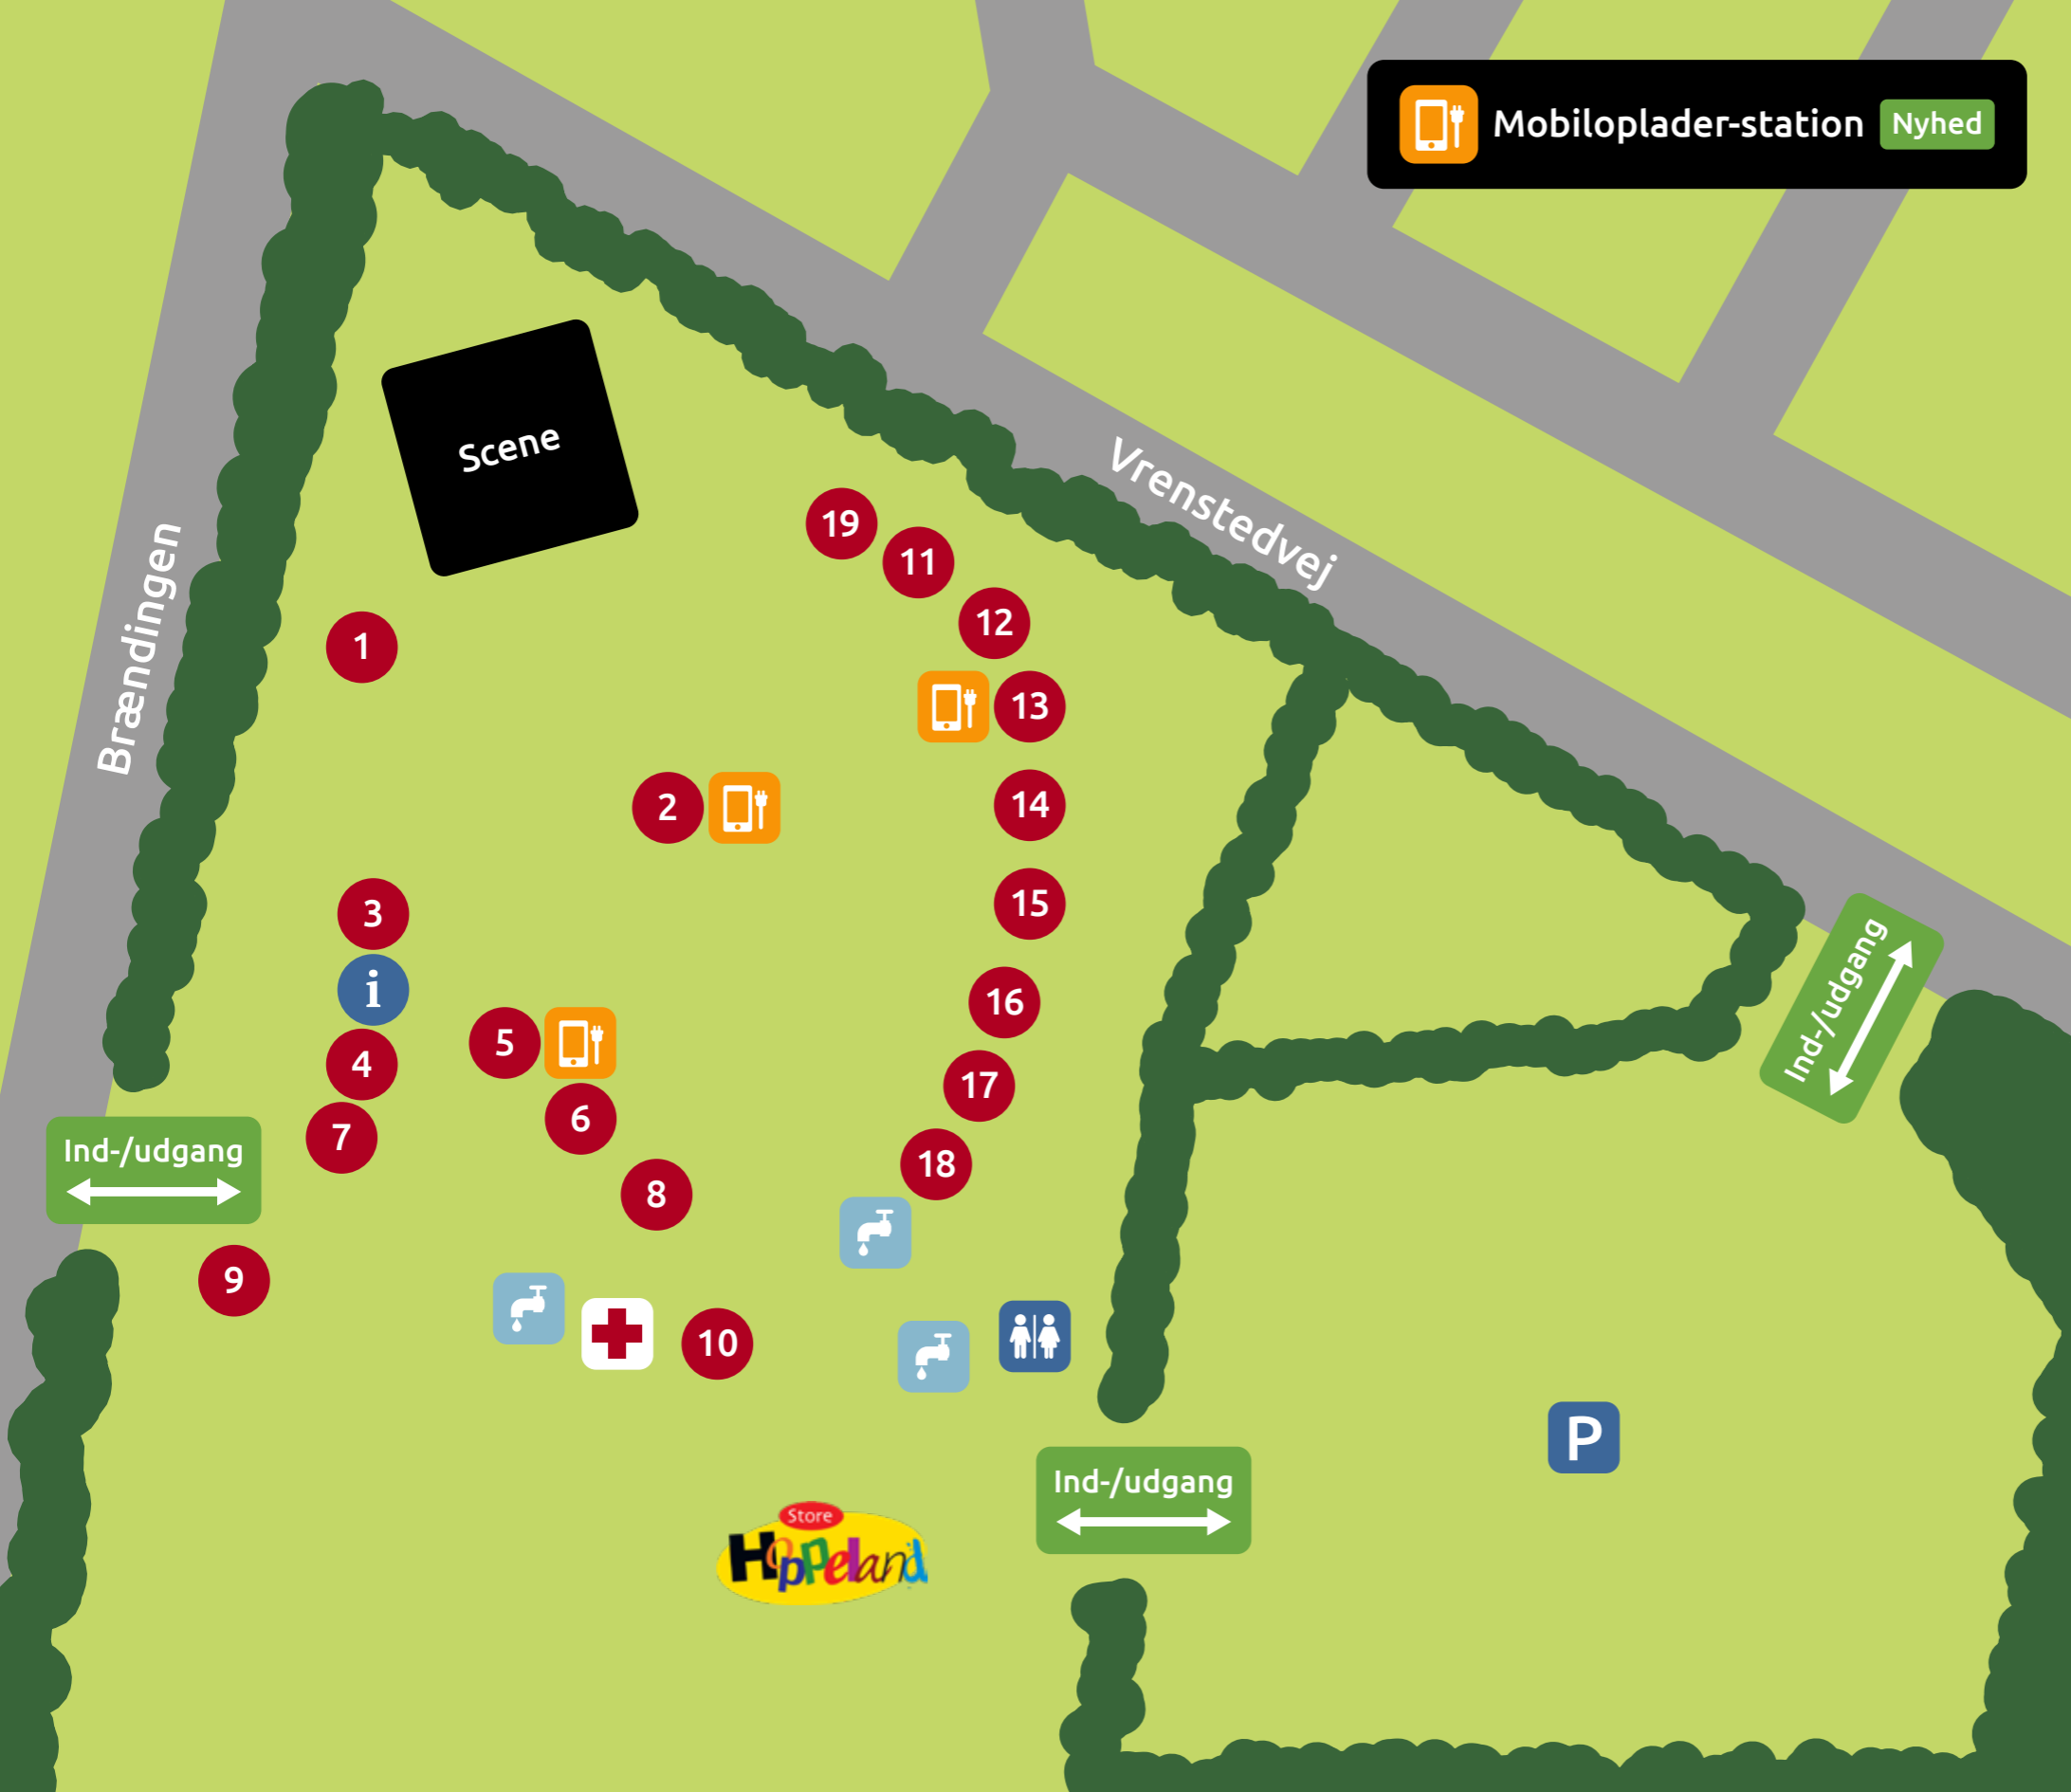 Mobiloplader-station Nyhed
Scene
Vrenstedvej
Brændingen
19
11
12
1
13
2
14
3
15
i
16
5
4
17
6
7
Ind-/udgang
18
8
9
10
Ind-/udgang
P
Ind-/udgang
Store
Hoppeland